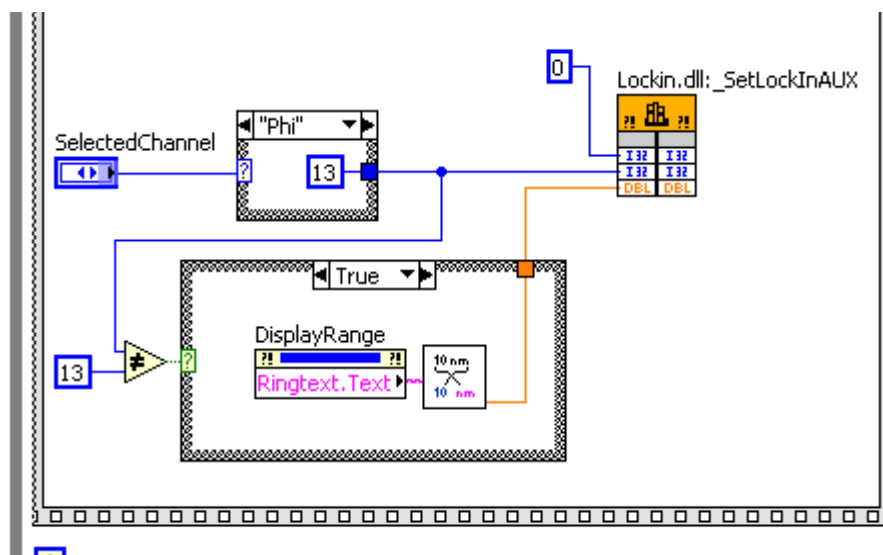 0
Lockin.dll:_SetLockInAUX
"Phi"
SelectedChannel
?! ?!
I32 I32
? 13
I32 I32
DBL DBL
True
DisplayRange
?! ?!
10 nm
13 ≠ ?
Ringtext.Text
10 nm